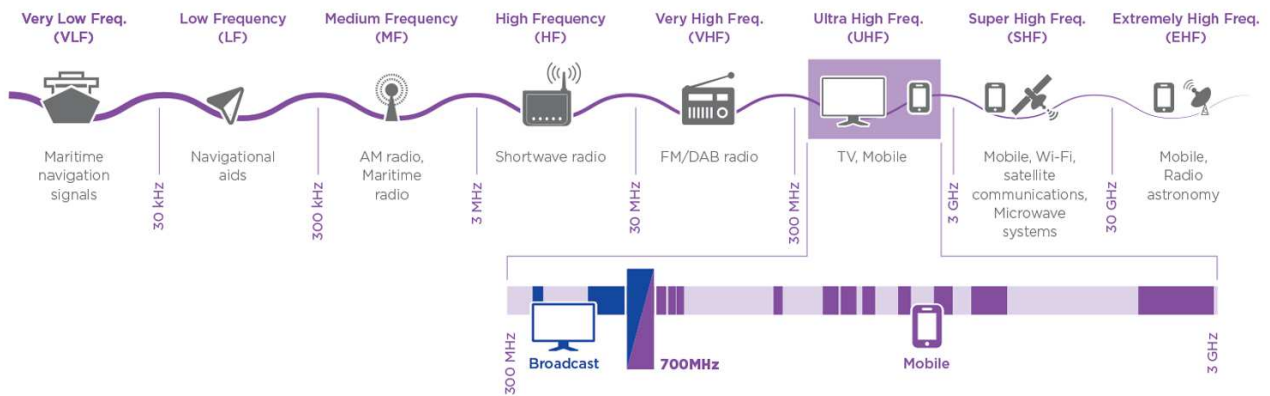 Very Low Freq.
(VLF)
Low Frequency
(LF)
Medium Frequency
(MF)
High Frequency
(HF)
Very High Freq.
(VHF)
Ultra High Freq.
(UHF)
Super High Freq.
(SHF)
Extremely High Freq.
(EHF)
Maritime
navigation
signals
30 kHz
Navigational
aids
300 kHz
AM radio,
Maritime
radio
3 MHz
Shortwave radio
30 MHz
FM/DAB radio
300 MHz
TV, Mobile
3 GHz
Mobile, Wi-Fi,
satellite
communications,
Microwave
systems
30 GHz
Mobile,
Radio
astronomy
300 MHz
Broadcast
700MHz
Mobile
3 GHz